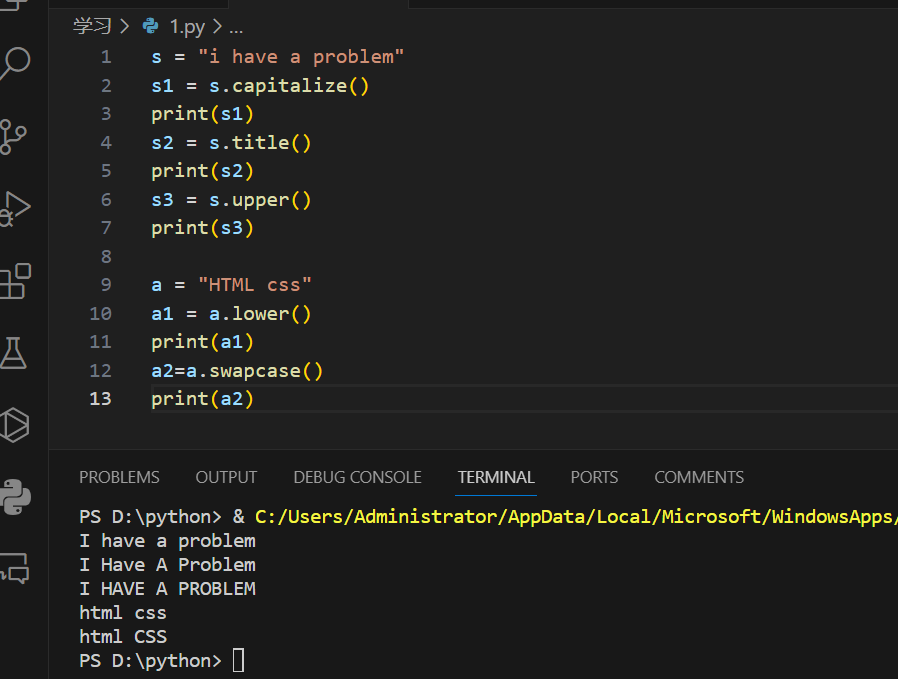 学习 > 1.py > ...
1 s = "i have a problem"
2 s1 = s.capitalize()
3 print(s1)
4 s2 = s.title()
5 print(s2)
6 s3 = s.upper()
7 print(s3)
8
9 a = "HTML css"
10 a1 = a.lower()
11 print(a1)
12 a2=a.swapcase()
13 print(a2)
PROBLEMS OUTPUT DEBUG CONSOLE TERMINAL PORTS COMMENTS
PS D:\python> & C:/Users/Administrator/AppData/Local/Microsoft/WindowsApps/
I have a problem
I Have A Problem
I HAVE A PROBLEM
html css
html CSS
PS D:\python>